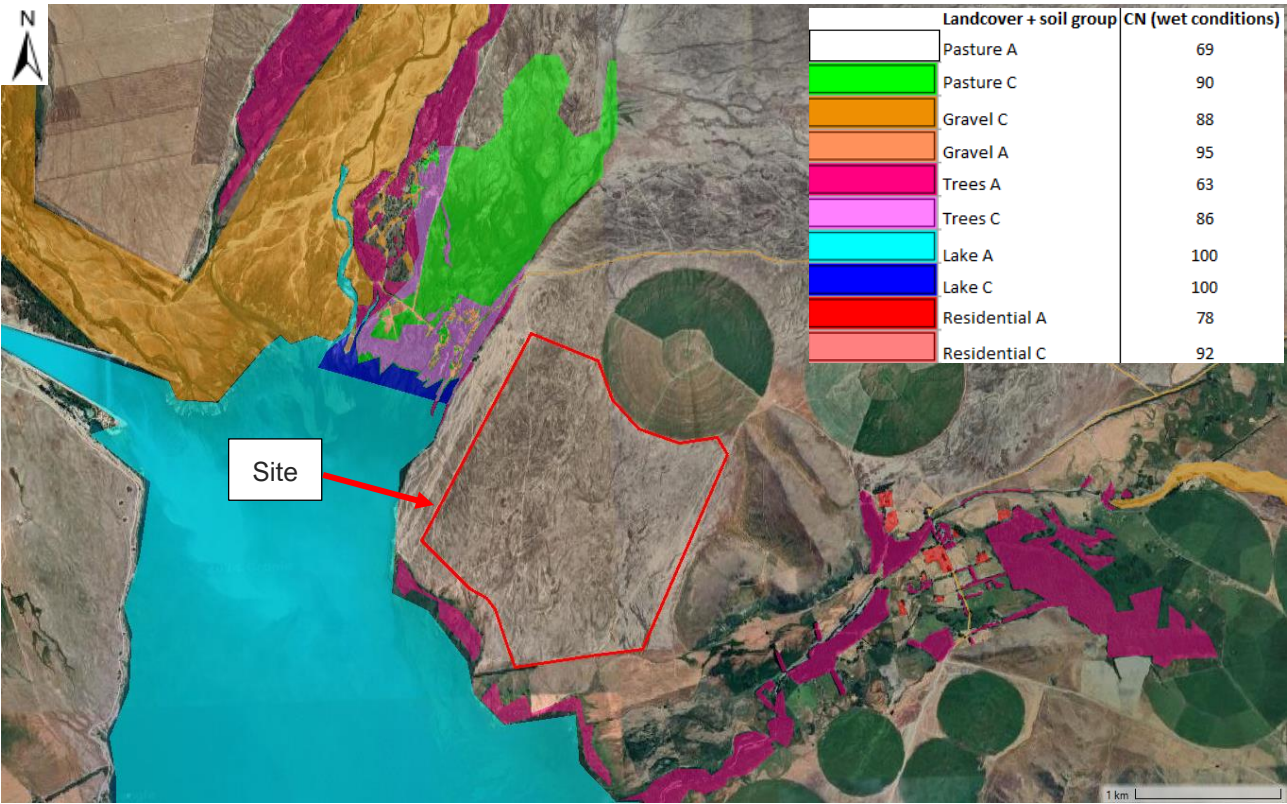 N
Landcover + soil group CN (wet conditions)
Pasture A 69
Pasture C 90
Gravel C 88
Gravel A 95
Trees A 63
Trees C 86
Lake A 100
Lake C 100
Residential A 78
Residential C 92
Site
1 km